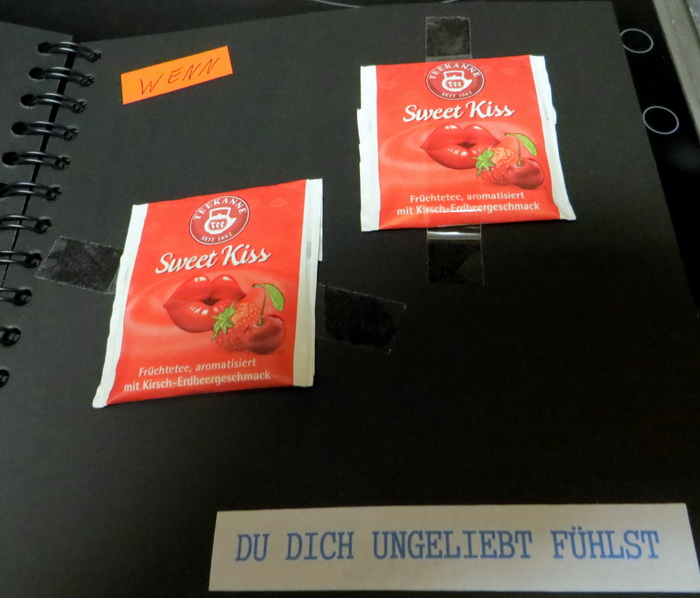 WENN
TEEKANNE
SEIT 1882
Sweet Kiss
Früchtetee, aromatisiert
mit Kirsch-Erdbeergeschmack
TEEKANNE
SEIT 1882
Sweet Kiss
Früchtetee, aromatisiert
mit Kirsch-Erdbeergeschmack
DU DICH UNGELIEBT FÜHLST